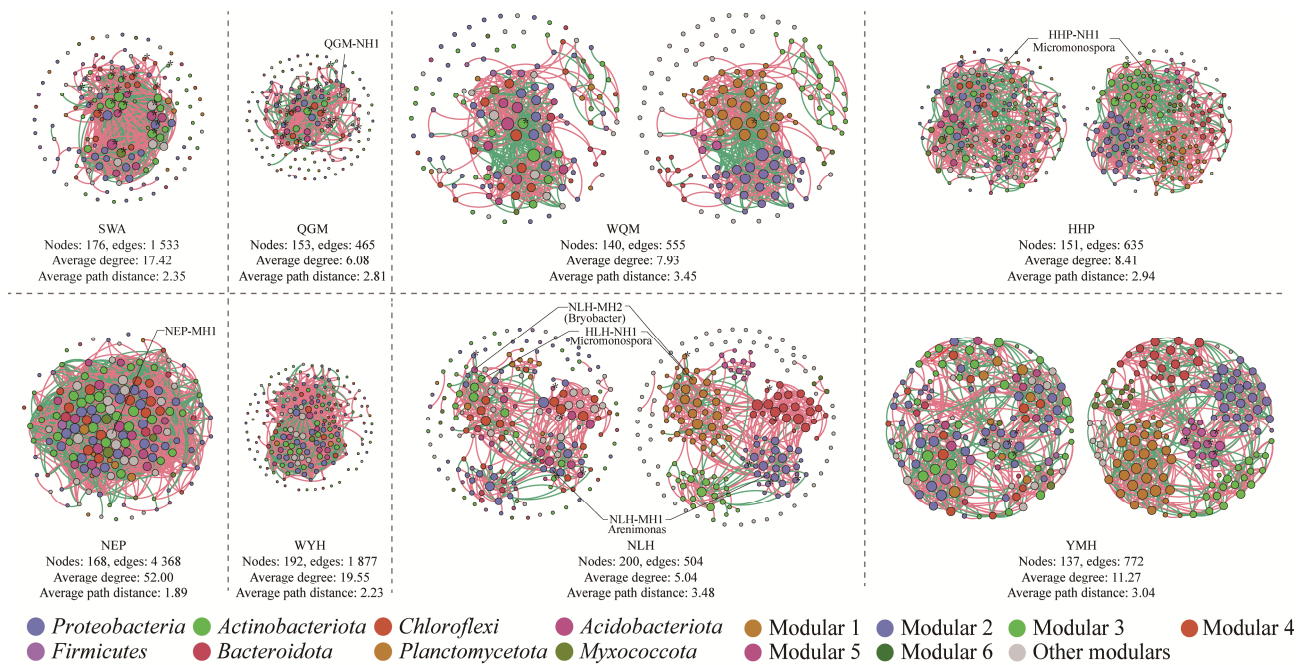 QGM-NH1
HHP-NH1
Micromonospora
SWA
Nodes: 176, edges: 1 533
Average degree: 17.42
Average path distance: 2.35
QGM
Nodes: 153, edges: 465
Average degree: 6.08
Average path distance: 2.81
WQM
Nodes: 140, edges: 555
Average degree: 7.93
Average path distance: 3.45
HHP
Nodes: 151, edges: 635
Average degree: 8.41
Average path distance: 2.94
NEP-MH1
NLH-MH2
(Bryobacter)
HLH-NH1
Micromonospora
NLH-MH1
Arenimonas
NEP
Nodes: 168, edges: 4 368
Average degree: 52.00
Average path distance: 1.89
WYH
Nodes: 192, edges: 1 877
Average degree: 19.55
Average path distance: 2.23
NLH
Nodes: 200, edges: 504
Average degree: 5.04
Average path distance: 3.48
YMH
Nodes: 137, edges: 772
Average degree: 11.27
Average path distance: 3.04
Proteobacteria Actinobacteriota Chloroflexi Acidobacteriota Modular 1 Modular 2 Modular 3 Modular 4
Firmicutes Bacteroidota Planctomycetota Myxococcota Modular 5 Modular 6 Other modulars